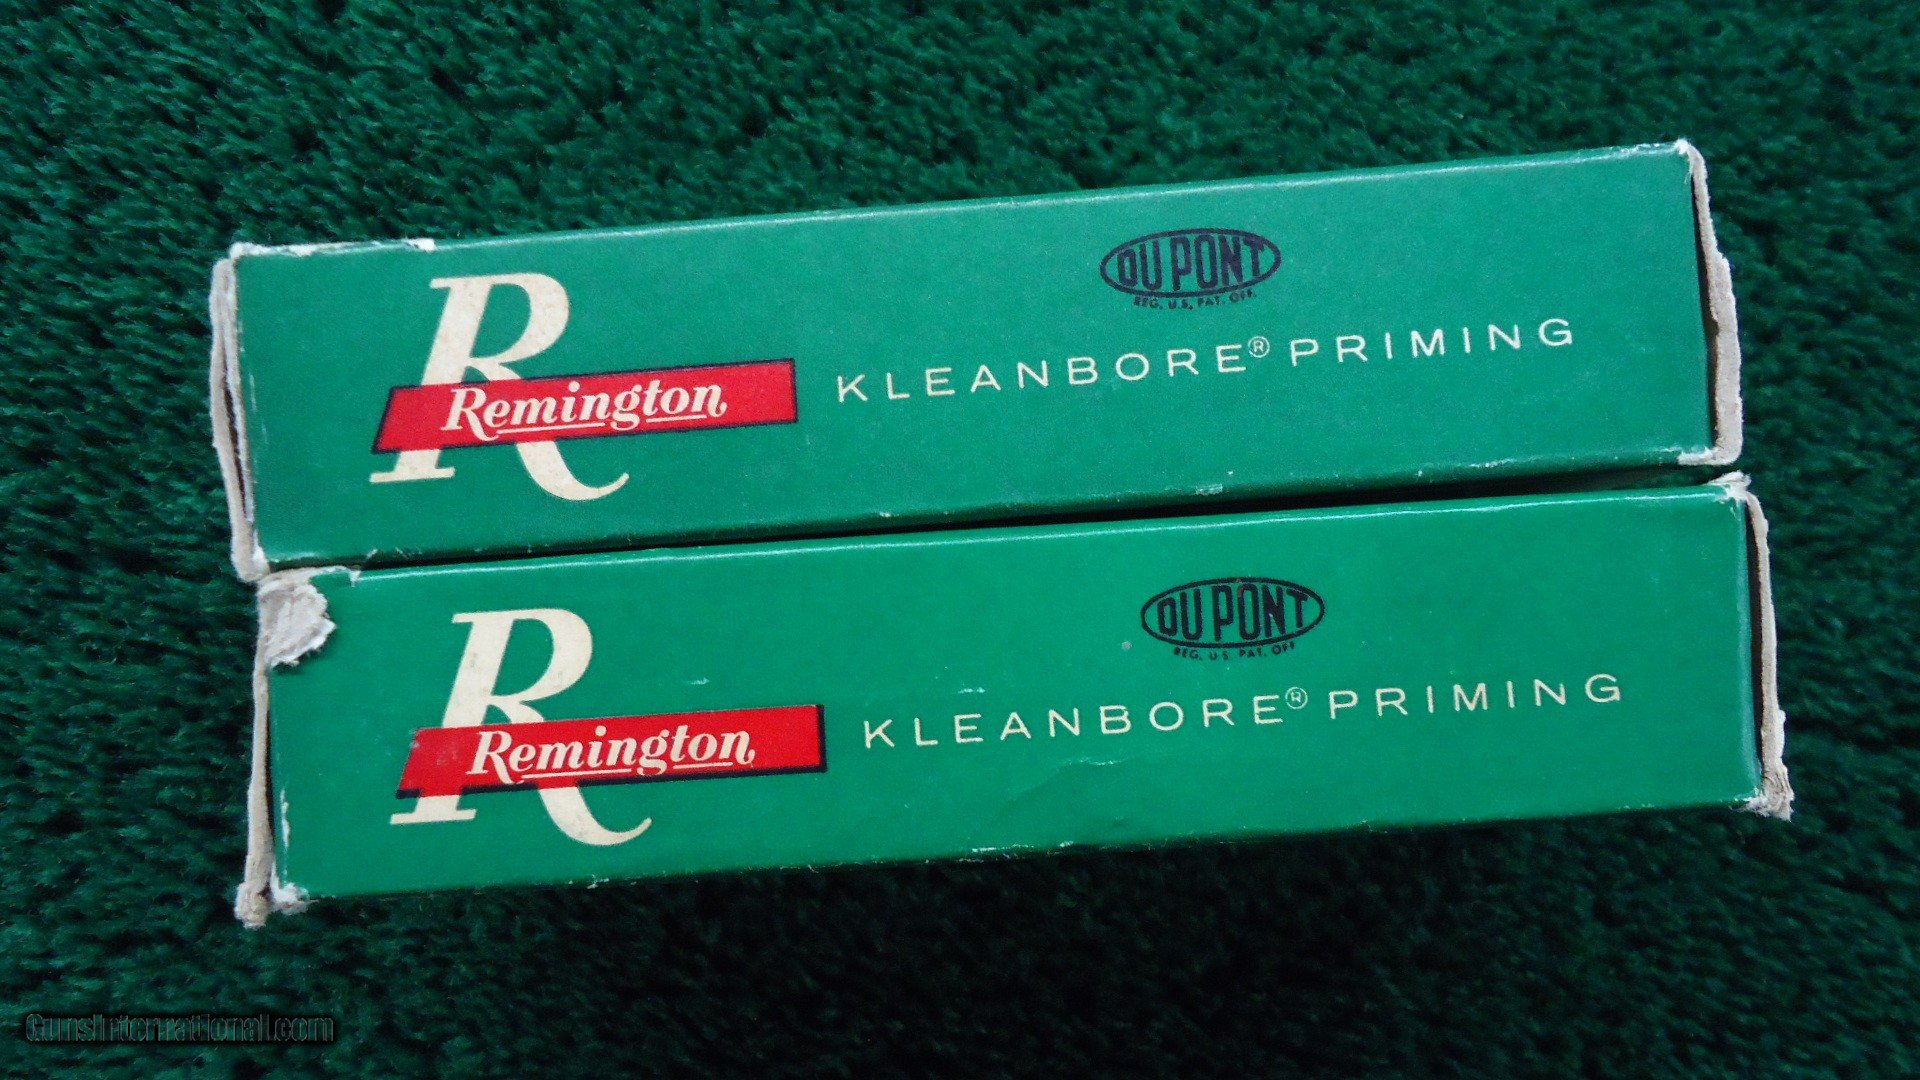 R
DU PONT
REG. U.S. PAT. OFF.
Remington
KLEANBORE® PRIMING
R
DU PONT
REG. U.S. PAT. OFF.
Remington
KLEANBORE® PRIMING
GunsInternational.com